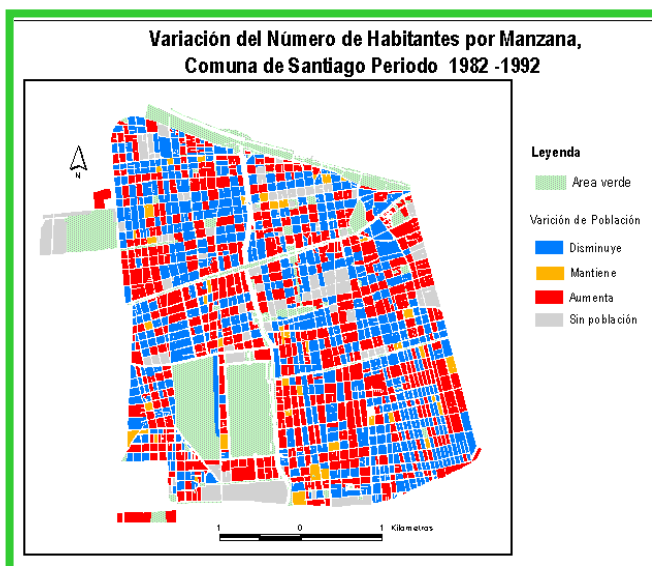 Variación del Número de Habitantes por Manzana,
Comuna de Santiago Periodo 1982 -1992
N
Leyenda
Area verde
Varición de Población
Disminuye
Mantiene
Aumenta
Sin población
1 0 1 Kilometros